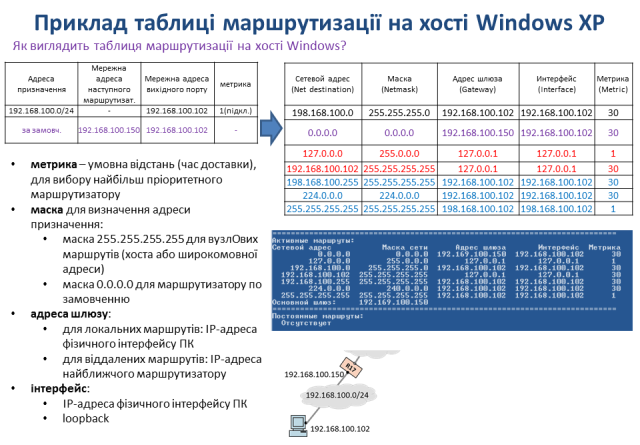 Приклад таблиці маршрутизації на хості Windows XP
Як виглядить таблиця маршрутизації на хості Windows?
Адреса призначення | Мережна адреса наступного маршрутизат. | Мережна адреса вихідного порту | метрика
192.168.100.0/24 | - | 192.168.100.102 | 1(підкл.)
за замовч. | 192.168.100.150 | 192.168.100.102 | -
Сетевой адрес (Net destination) | Маска (Netmask) | Адрес шлюза (Gateway) | Интерфейс (Interface) | Метрика (Metric)
198.168.100.0 | 255.255.255.0 | 192.168.100.102 | 192.168.100.102 | 30
0.0.0.0 | 0.0.0.0 | 192.168.100.150 | 192.168.100.102 | 30
127.0.0.0 | 255.0.0.0 | 127.0.0.1 | 127.0.0.1 | 1
192.168.100.102 | 255.255.255.255 | 127.0.0.1 | 127.0.0.1 | 30
198.168.100.255 | 255.255.255.255 | 192.168.100.102 | 192.168.100.102 | 30
224.0.0.0 | 224.0.0.0 | 192.168.100.102 | 192.168.100.102 | 30
255.255.255.255 | 255.255.255.255 | 198.168.100.102 | 198.168.100.102 | 1
• метрика – умовна відстань (час доставки),
для вибору найбільш пріоритетного
маршрутизатору
• маска для визначення адреси
призначення:
• маска 255.255.255.255 для вузлОвих
маршрутів (хоста або широкомовної
адреси)
• маска 0.0.0.0 для маршрутизатору по
замовченню
• адреса шлюзу:
• для локальних маршрутів: IP-адреса
фізичного інтерфейсу ПК
• для віддалених маршрутів: IP-адреса
найближчого маршрутизатору
• інтерфейс:
• IP-адреса фізичного інтерфейсу ПК
• loopback
Активные маршруты:
Сетевой адрес Маска сети Адрес шлюза Интерфейс Метрика
0.0.0.0 0.0.0.0 192.169.100.150 192.168.100.102 30
127.0.0.0 255.0.0.0 127.0.0.1 127.0.0.1 1
192.168.100.0 255.255.255.0 192.168.100.102 192.168.100.102 30
192.168.100.102 255.255.255.255 127.0.0.1 127.0.0.1 30
192.168.100.255 255.255.255.255 192.168.100.102 192.168.100.102 30
224.0.0.0 240.0.0.0 192.168.100.102 192.168.100.102 30
255.255.255.255 255.255.255.255 192.168.100.102 192.168.100.102 1
Основной шлюз: 192.169.100.150
Постоянные маршруты:
Отсутствует
R17
192.168.100.150
192.168.100.0/24
192.168.100.102